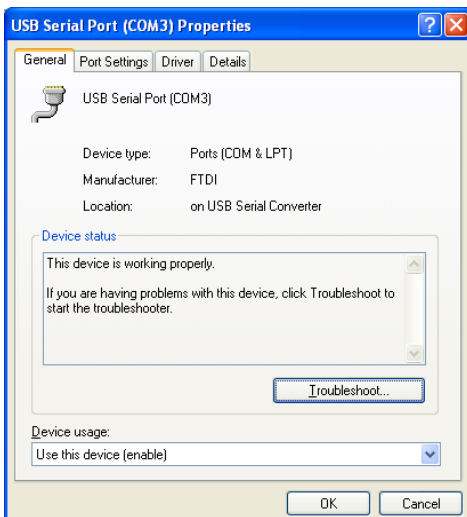 USB Serial Port (COM3) Properties
General Port Settings Driver Details
USB Serial Port (COM3)
Device type: Ports (COM & LPT)
Manufacturer: FTDI
Location: on USB Serial Converter
Device status
This device is working properly.
If you are having problems with this device, click Troubleshoot to
start the troubleshooter.
Troubleshoot...
Device usage:
Use this device (enable)
OK Cancel